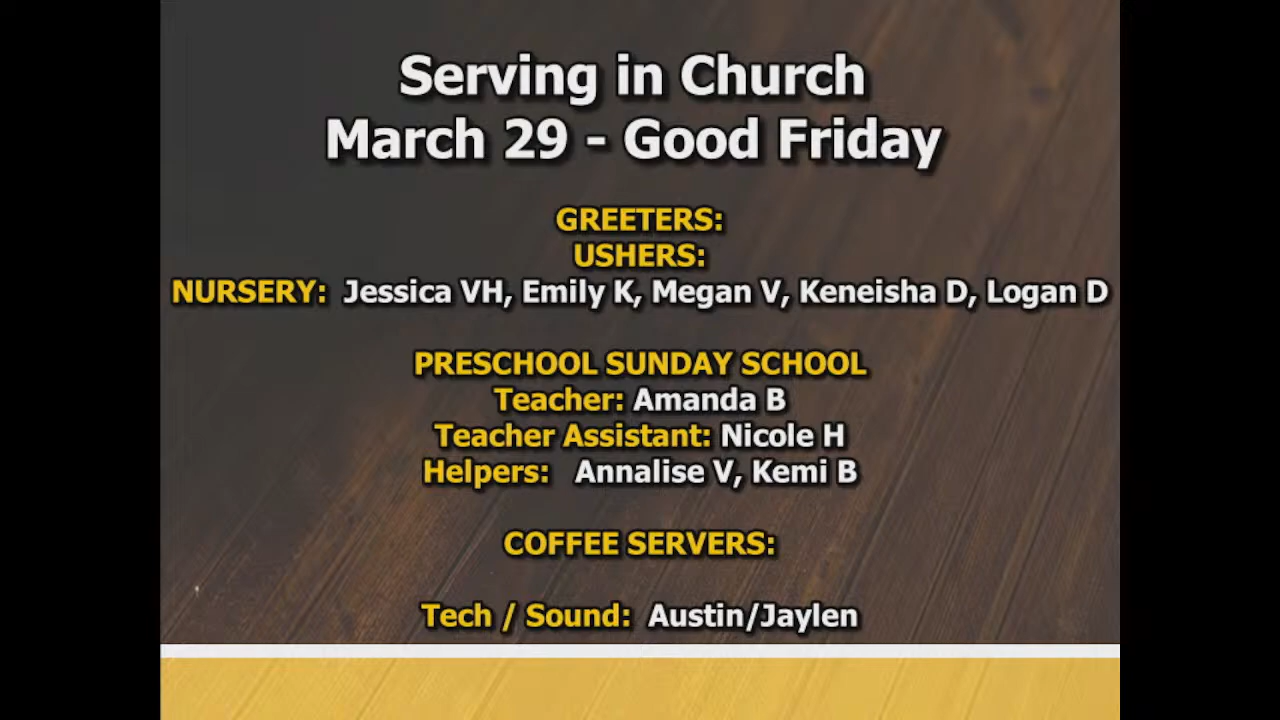 Serving in Church
March 29 - Good Friday
GREETERS:
USHERS:
NURSERY: Jessica VH, Emily K, Megan V, Keneisha D, Logan D
PRESCHOOL SUNDAY SCHOOL
Teacher: Amanda B
Teacher Assistant: Nicole H
Helpers: Annalise V, Kemi B
COFFEE SERVERS:
Tech / Sound: Austin/Jaylen